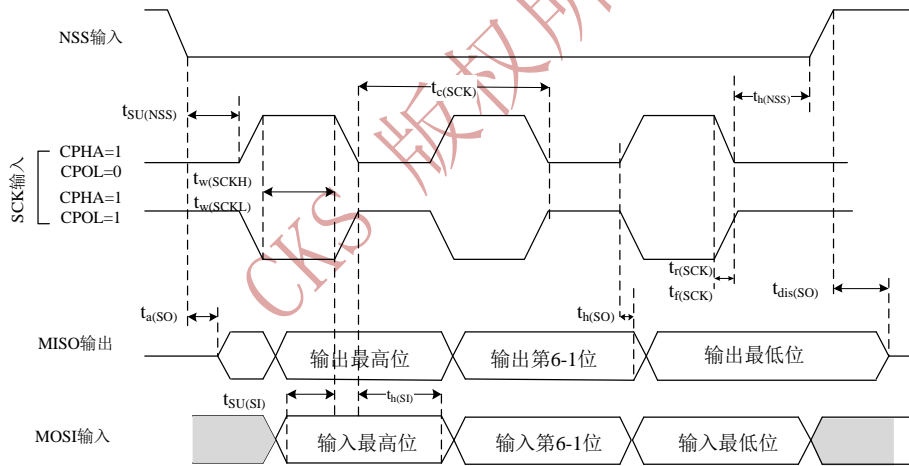 NSS输入
tc(SCK)
th(NSS)
tSU(NSS)
SCK输入
CPHA=1
CPOL=0
CPHA=1
CPOL=1
tw(SCKH)
tw(SCKL)
tr(SCK)
tf(SCK)
tdis(SO)
ta(SO)
th(SO)
MISO输出
输出最高位
输出第6-1位
输出最低位
tSU(SI)
th(SI)
MOSI输入
输入最高位
输入第6-1位
输入最低位
CKS 版权所